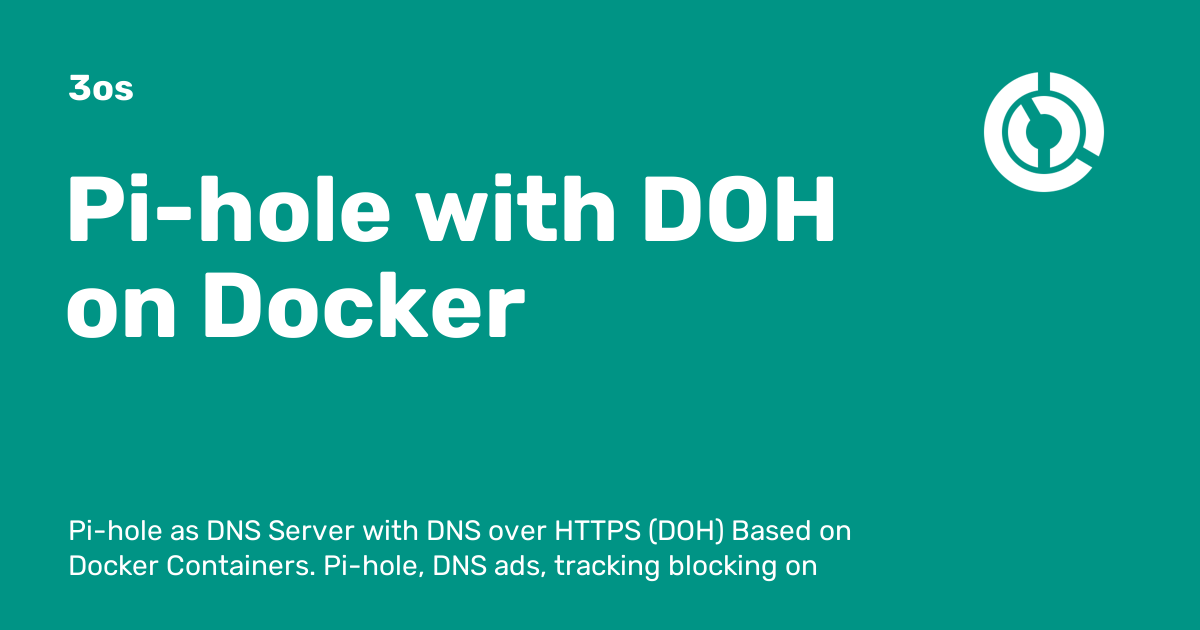 3os
Pi-hole with DOH
on Docker
Pi-hole as DNS Server with DNS over HTTPS (DOH) Based on
Docker Containers. Pi-hole, DNS ads, tracking blocking on